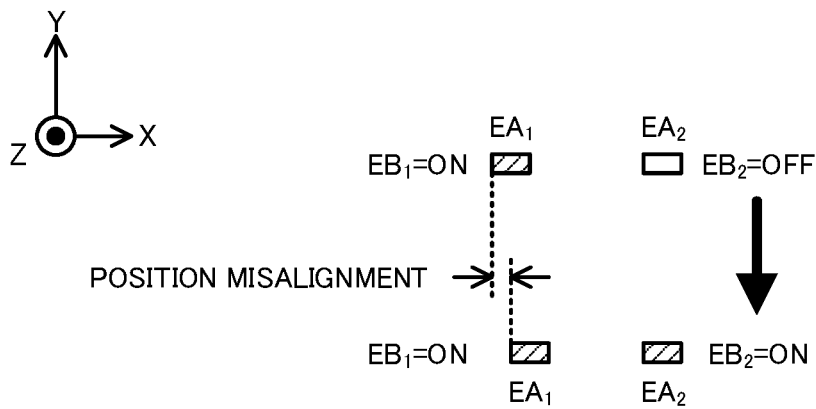 Y
Z
X
EA₁ EA₂
EB₁=ON EB₂=OFF
POSITION MISALIGNMENT
EB₁=ON EB₂=ON
EA₁ EA₂